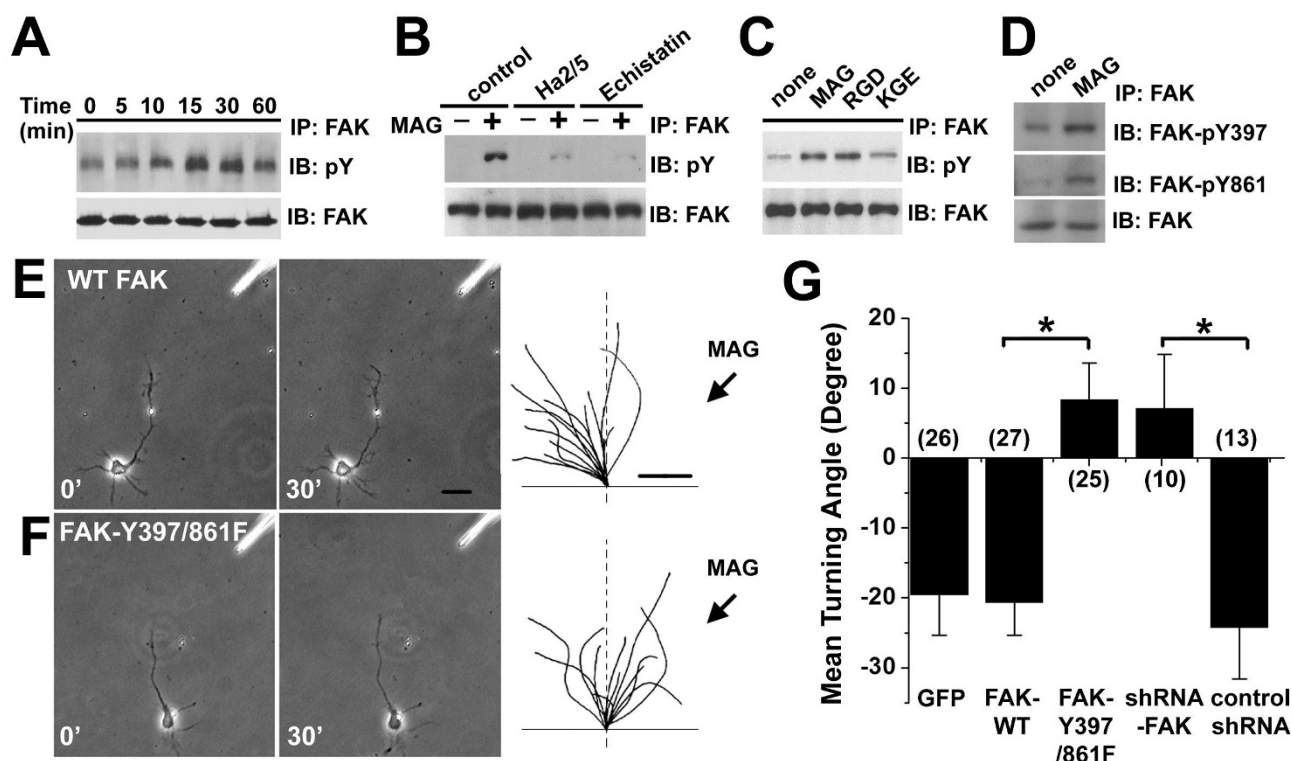 A
Time (min) 0 5 10 15 30 60
IP: FAK
IB: pY
IB: FAK
B
control Ha2/5 Echistatin
MAG – + – + – +
IP: FAK
IB: pY
IB: FAK
C
none MAG RGD KGE
IP: FAK
IB: pY
IB: FAK
D
none MAG
IP: FAK
IB: FAK-pY397
IB: FAK-pY861
IB: FAK
E
WT FAK
0’
30’
MAG
F
FAK-Y397/861F
0’
30’
MAG
G
Mean Turning Angle (Degree)
20
10
0
-10
-20
-30
*
*
(26)
(27)
(25)
(10)
(13)
GFP
FAK-
WT
FAK-
Y397
/861F
shRNA
-FAK
control
shRNA